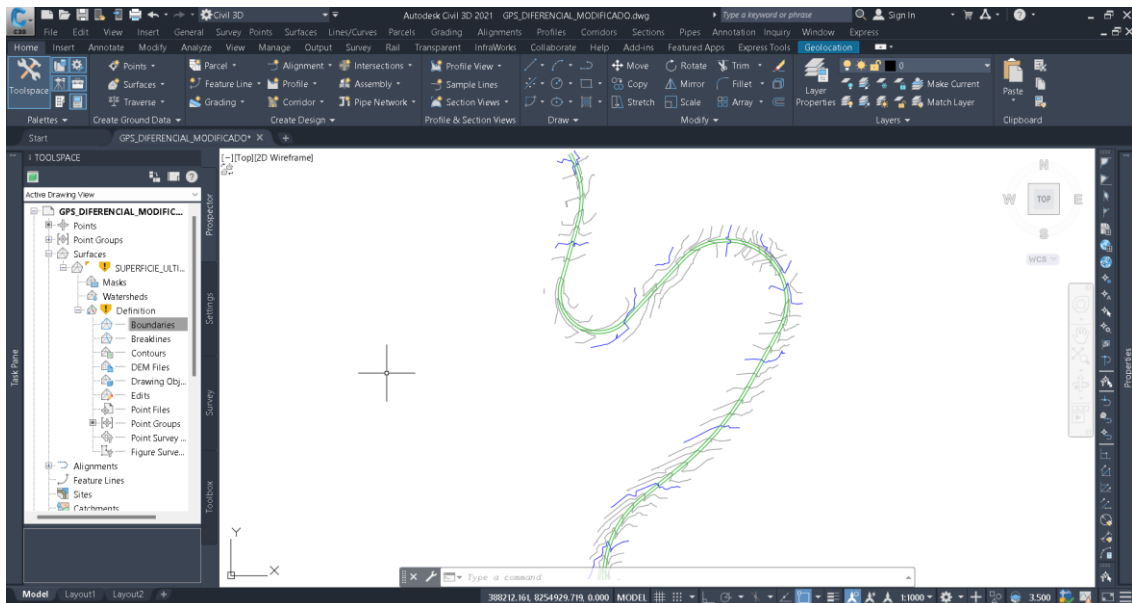 Civil 3D
Autodesk Civil 3D 2021 GPS_DIFERENCIAL_MODIFICADO.dwg
Type a keyword or phrase
Sign In
C3D
File Edit View Insert General Survey Points Surfaces Lines/Curves Parcels Grading Alignments Profiles Corridors Sections Pipes Annotation Inquiry Window Express
Home Insert Annotate Modify Analyze View Manage Output Survey Rail Transparent InfraWorks Collaborate Help Add-ins Featured Apps Express Tools Geolocation
Points Parcel Alignment Intersections Profile View Move Rotate Trim 0
Toolspace Surfaces Feature Line Profile Assembly Sample Lines Copy Mirror Fillet Layer Properties Make Current Paste
Traverse Grading Corridor Pipe Network Section Views Stretch Scale Array Match Layer
Palettes Create Ground Data Create Design Profile & Section Views Draw Modify Layers Clipboard
Start GPS_DIFERENCIAL_MODIFICADO* +
TOOLSPACE
[−][Top][2D Wireframe]
Active Drawing View
GPS_DIFERENCIAL_MODIFIC...
Points
Point Groups
Surfaces
SUPERFICIE_ULTI...
Masks
Watersheds
Definition
Boundaries
Breaklines
Contours
DEM Files
Drawing Obj...
Edits
Point Files
Point Groups
Point Survey ...
Figure Surve...
Alignments
Feature Lines
Sites
Catchments
Prospector
Settings
Survey
Toolbox
Task Pane
N
W TOP E
S
WCS
Properties
Y
X
Type a command
Model Layout1 Layout2 +
388212.161, 8254929.719, 0.000 MODEL 1:1000 3.500